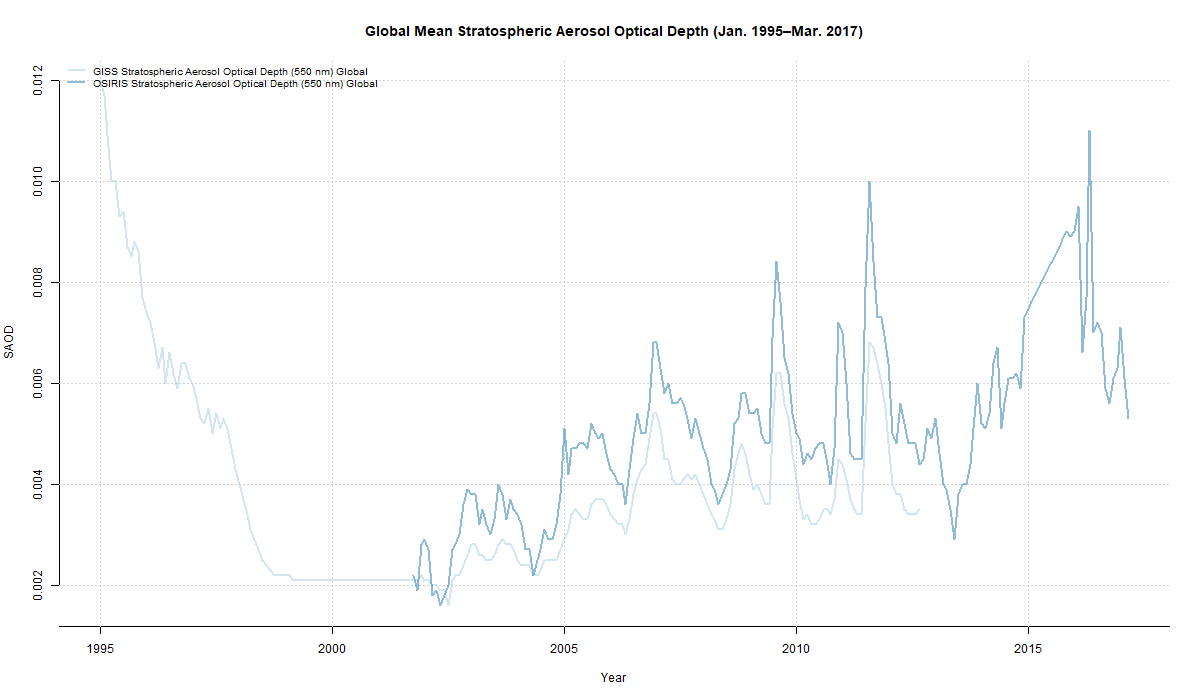 Global Mean Stratospheric Aerosol Optical Depth (Jan. 1995–Mar. 2017)
GISS Stratospheric Aerosol Optical Depth (550 nm) Global
OSIRIS Stratospheric Aerosol Optical Depth (550 nm) Global
0.012
0.010
0.008
0.006
0.004
0.002
SAOD
1995 2000 2005 2010 2015
Year